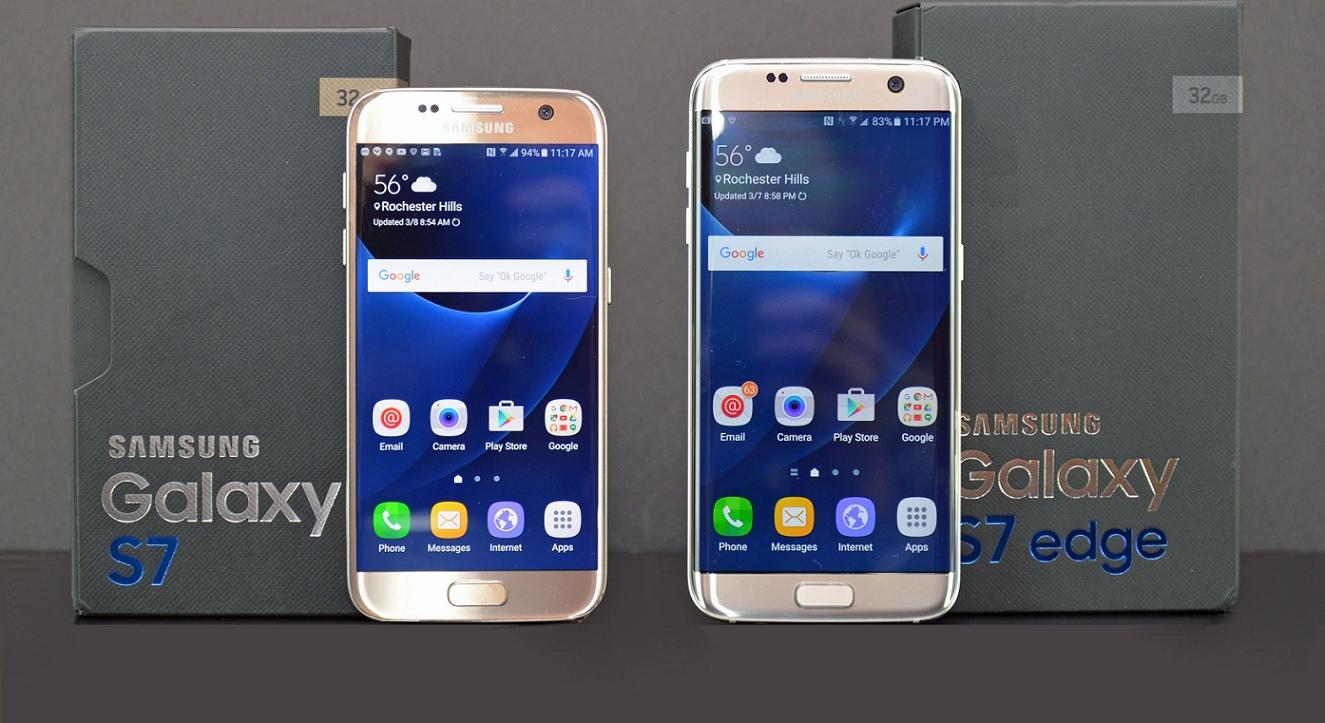 32
SAMSUNG
Galaxy
S7
SAMSUNG
94% 11:17 AM
56°
Rochester Hills
Updated 3/8 8:54 AM
Google Say "Ok Google"
Email Camera Play Store Google
Phone Messages Internet Apps
SAMSUNG
83% 11:17 PM
56°
Rochester Hills
Updated 3/7 8:58 PM
Google Say "Ok Google"
63
Email Camera Play Store Google
Phone Messages Internet Apps
32GB
SAMSUNG
Galaxy
S7 edge